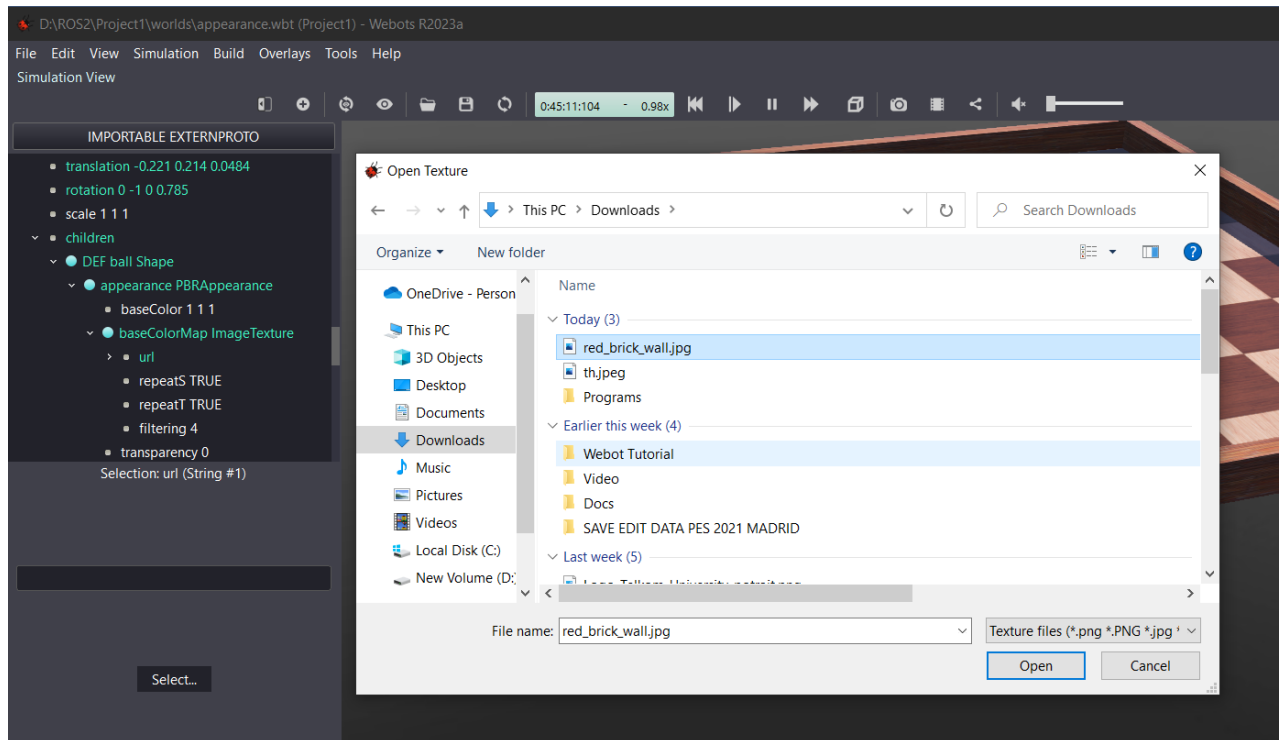 D:\ROS2\Project1\worlds\appearance.wbt (Project1) - Webots R2023a
File Edit View Simulation Build Overlays Tools Help
Simulation View
0:45:11:104 - 0.98x
IMPORTABLE EXTERNPROTO
translation -0.221 0.214 0.0484
rotation 0 -1 0 0.785
scale 1 1 1
children
DEF ball Shape
appearance PBRAppearance
baseColor 1 1 1
baseColorMap ImageTexture
url
repeatS TRUE
repeatT TRUE
filtering 4
transparency 0
Selection: url (String #1)
Select...
Open Texture
This PC > Downloads >
Search Downloads
Organize
New folder
?
OneDrive - Person
This PC
3D Objects
Desktop
Documents
Downloads
Music
Pictures
Videos
Local Disk (C:)
New Volume (D:
Name
Today (3)
red_brick_wall.jpg
th.jpeg
Programs
Earlier this week (4)
Webot Tutorial
Video
Docs
SAVE EDIT DATA PES 2021 MADRID
Last week (5)
File name: red_brick_wall.jpg
Texture files (*.png *.PNG *.jpg *
Open
Cancel